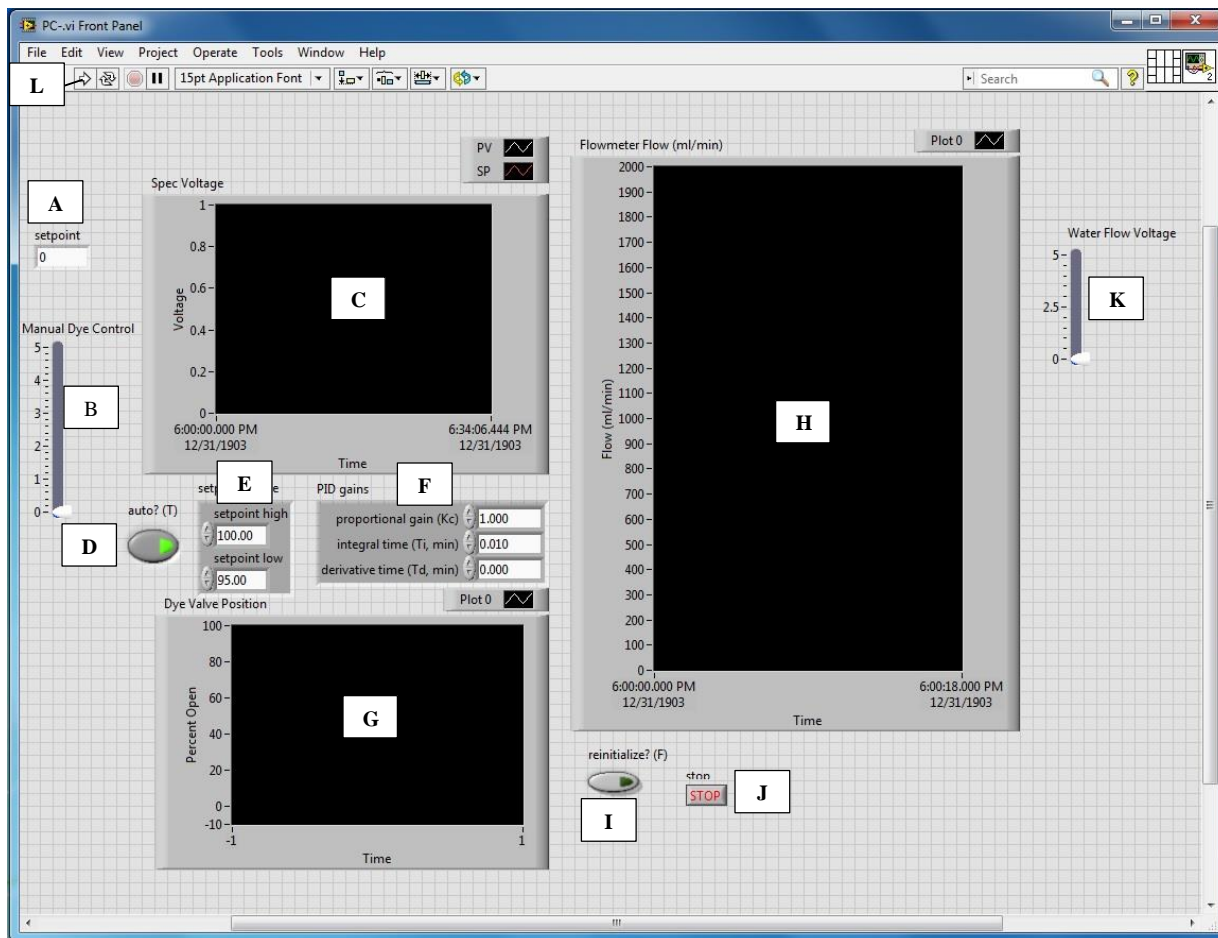 PC-.vi Front Panel
File Edit View Project Operate Tools Window Help
L
15pt Application Font
Search
2
PV
SP
Spec Voltage
A
setpoint
0
1
0.8
0.6
0.4
0.2
0
Voltage
C
6:00:00.000 PM
12/31/1903
6:34:06.444 PM
12/31/1903
Time
Manual Dye Control
5
4
3
2
1
0
B
D
auto? (T)
E
setpoint high
100.00
setpoint low
95.00
PID gains
F
proportional gain (Kc) 1.000
integral time (Ti, min) 0.010
derivative time (Td, min) 0.000
Dye Valve Position
Plot 0
100
80
60
40
20
0
-10
Percent Open
G
-1
1
Time
Flowmeter Flow (ml/min)
Plot 0
2000
1900
1800
1700
1600
1500
1400
1300
1200
1100
1000
900
800
700
600
500
400
300
200
100
0
Flow (ml/min)
H
6:00:00.000 PM
12/31/1903
6:00:18.000 PM
12/31/1903
Time
reinitialize? (F)
I
stop
STOP
J
Water Flow Voltage
5
2.5
0
K